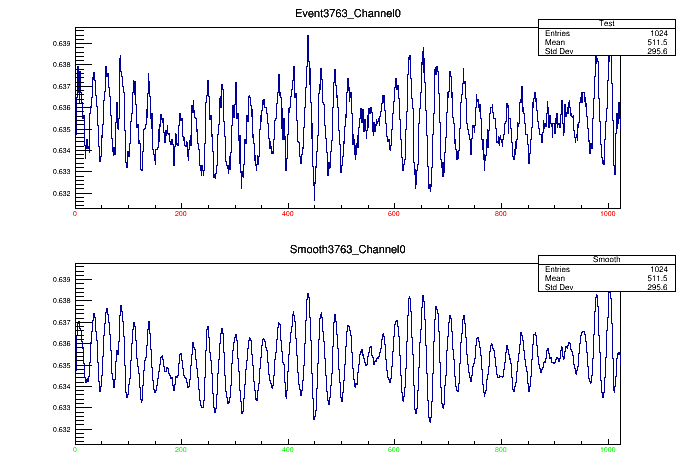 Event3763_Channel0
Test
Entries 1024
Mean 511.5
Std Dev 295.6
0.639
0.638
0.637
0.636
0.635
0.634
0.633
0.632
0 200 400 600 800 1000
Smooth3763_Channel0
Smooth
Entries 1024
Mean 511.5
Std Dev 295.6
0.639
0.638
0.637
0.636
0.635
0.634
0.633
0.632
0 200 400 600 800 1000